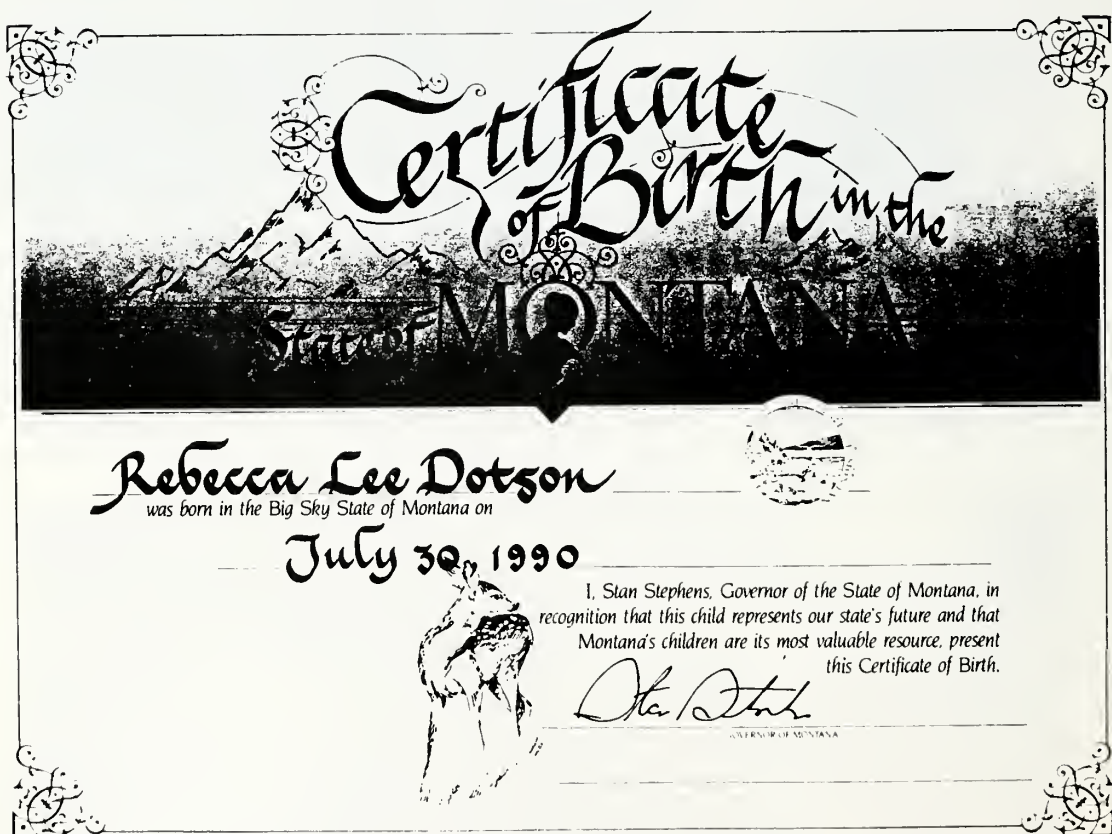 Certificate
of Birth in the
State of MONTANA
Rebecca Lee Dotson
was born in the Big Sky State of Montana on
July 30, 1990
I, Stan Stephens, Governor of the State of Montana, in
recognition that this child represents our state's future and that
Montana's children are its most valuable resource, present
this Certificate of Birth.
Stan Stephens
GOVERNOR OF MONTANA